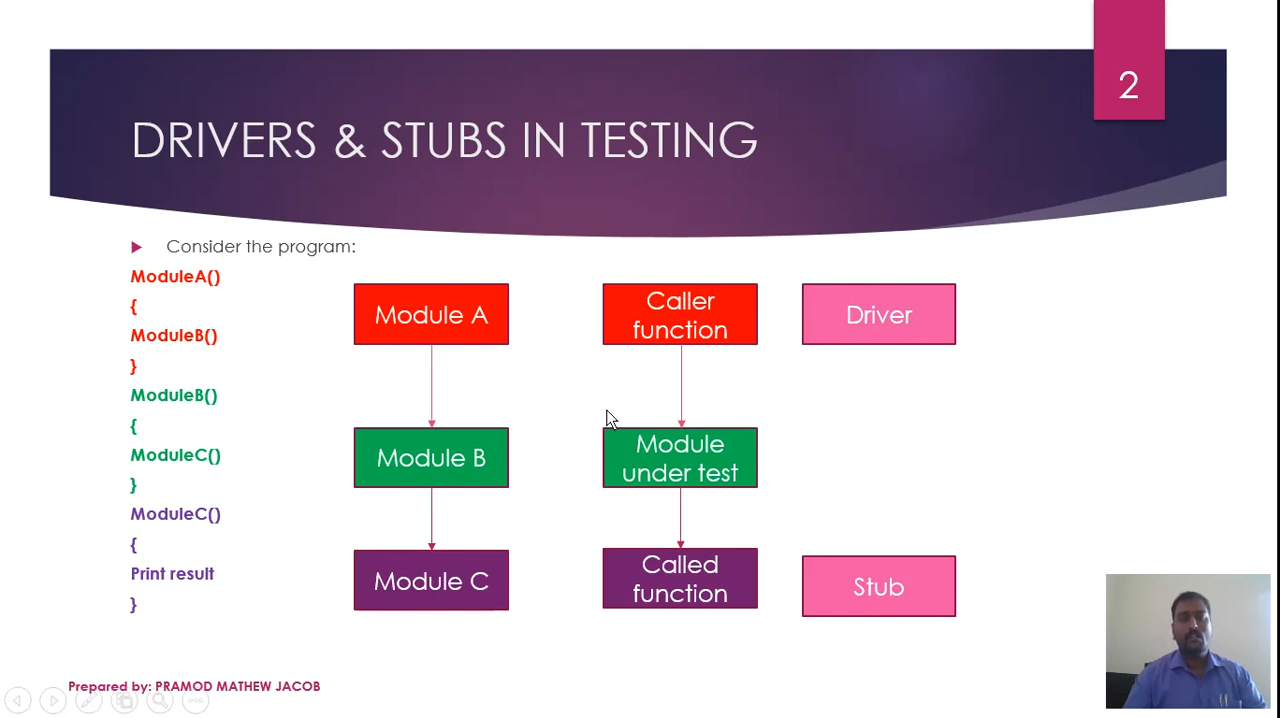 2
DRIVERS & STUBS IN TESTING
Consider the program:
ModuleA()
{
ModuleB()
}
ModuleB()
{
ModuleC()
}
ModuleC()
{
Print result
}
Module A
Module B
Module C
Caller
function
Module
under test
Called
function
Driver
Stub
Prepared by: PRAMOD MATHEW JACOB